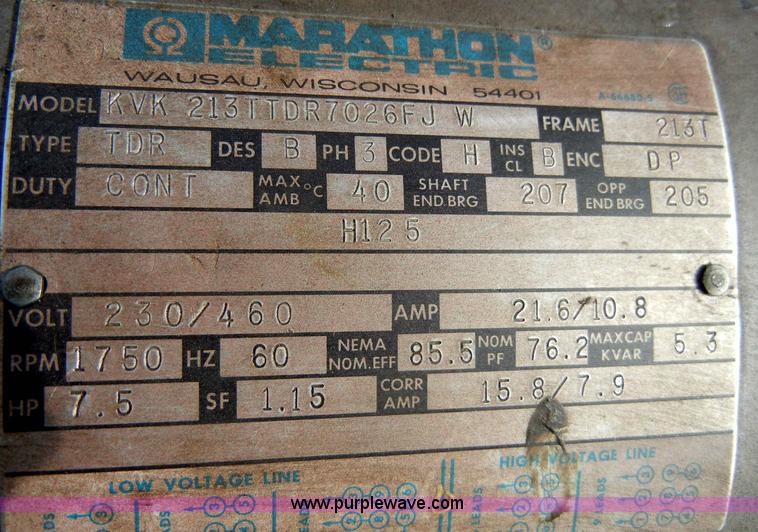 MARATHON®
ELECTRIC
WAUSAU, WISCONSIN 54401
MODEL KVK 213TTDR7026FJ W FRAME 213T
TYPE TDR DES B PH 3 CODE H INS CL B ENC DP
DUTY CONT MAX °C AMB 40 SHAFT END BRG 207 OPP END BRG 205
H125
VOLT 230/460 AMP 21.6/10.8
RPM 1750 HZ 60 NEMA NOM.EFF 85.5 NOM PF 76.2 MAX CAP KVAR 5.3
HP 7.5 SF 1.15 CORR AMP 15.8/7.9
LOW VOLTAGE LINE HIGH VOLTAGE LINE
www.purplewave.com